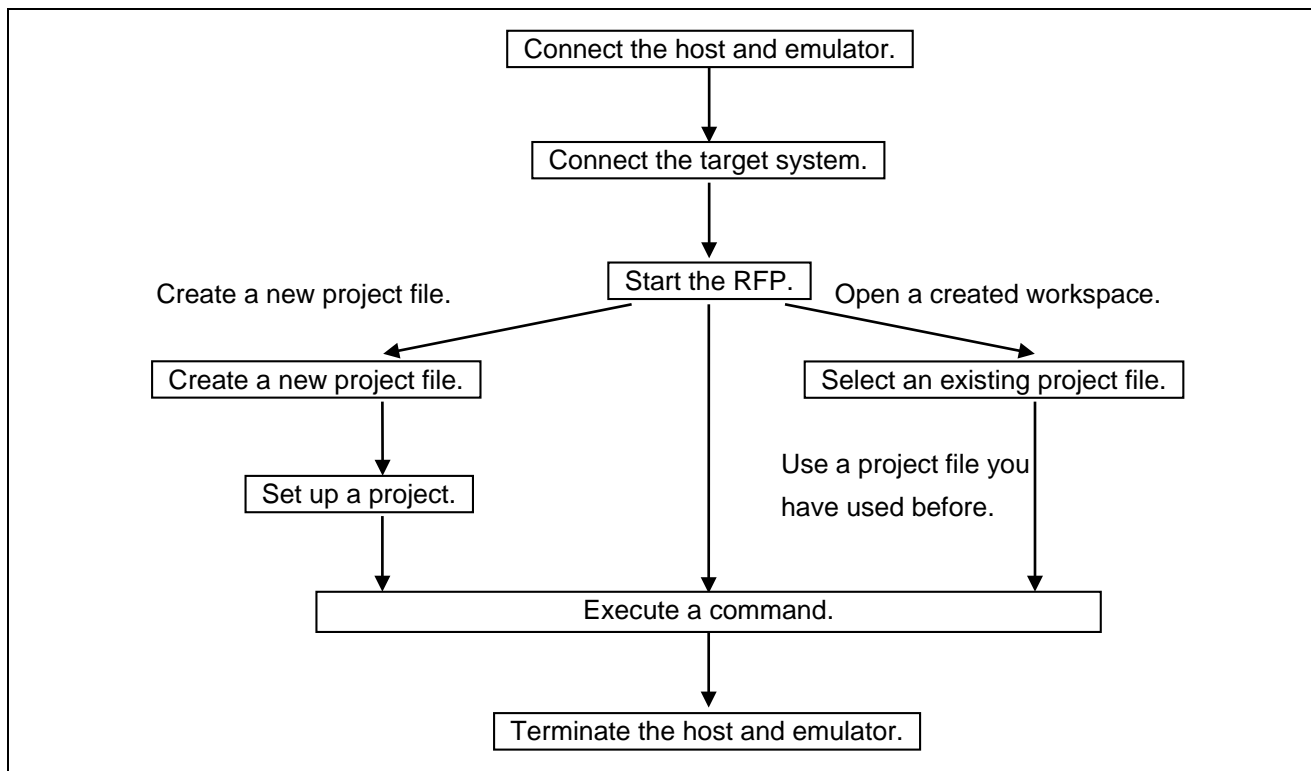 Connect the host and emulator.
Connect the target system.
Start the RFP.
Create a new project file.
Open a created workspace.
Create a new project file.
Select an existing project file.
Use a project file you
have used before.
Set up a project.
Execute a command.
Terminate the host and emulator.